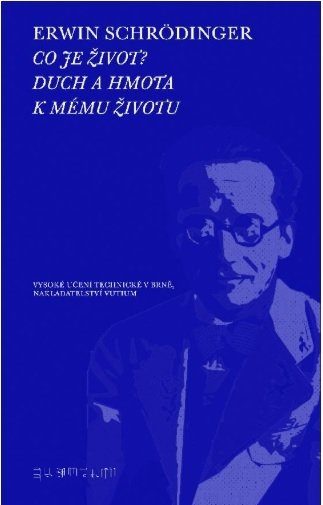 ERWIN SCHRÖDINGER
CO JE ŽIVOT?
DUCH A HMOTA
K MÉMU ŽIVOTU
VYSOKÉ UČENÍ TECHNICKÉ V BRNĚ,
NAKLADATELSTVÍ VUTIUM